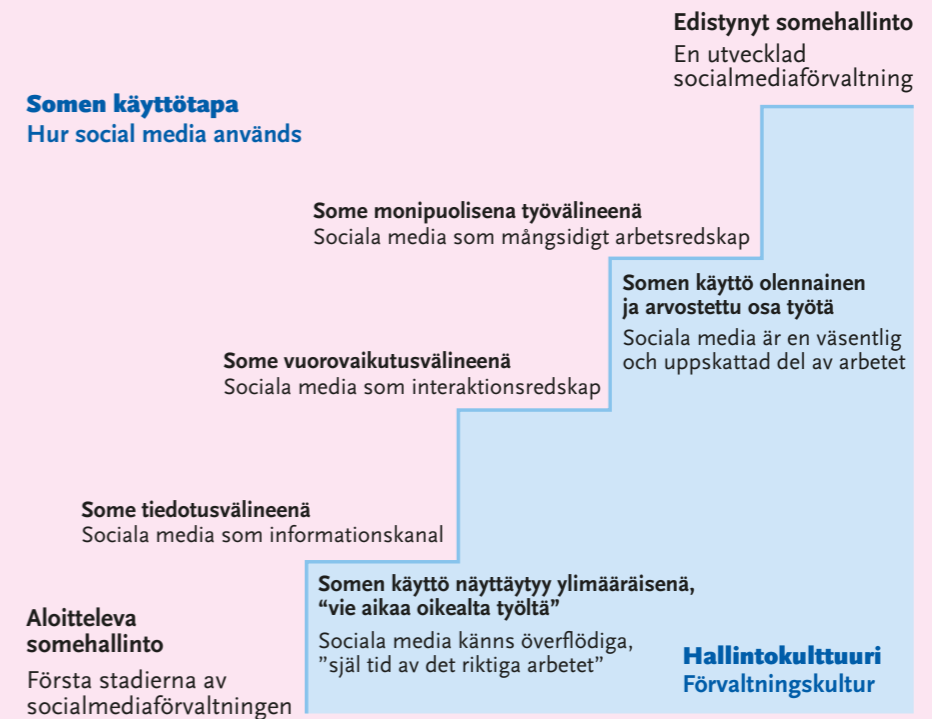 Edistynyt somehallinto
En utvecklad
socialmediaförvaltning
Somen käyttötapa
Hur social media används
Some monipuolisena työvälineenä
Sociala media som mångsidigt arbetsredskap
Somen käyttö olennainen
ja arvostettu osa työtä
Sociala media är en väsentlig
och uppskattad del av arbetet
Some vuorovaikutusvälineenä
Sociala media som interaktionsredskap
Some tiedotusvälineenä
Sociala media som informationskanal
Somen käyttö näyttäytyy ylimääräisenä,
“vie aikaa oikealta työltä”
Sociala media känns överflödiga,
”själ tid av det riktiga arbetet”
Aloitteleva
somehallinto
Första stadierna av
socialmediaförvaltningen
Hallintokulttuuri
Förvaltningskultur